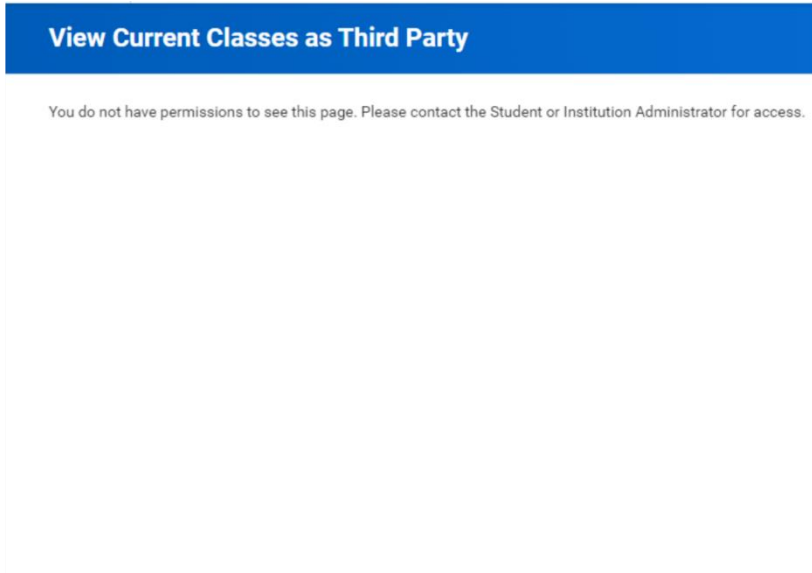 View Current Classes as Third Party
You do not have permissions to see this page. Please contact the Student or Institution Administrator for access.